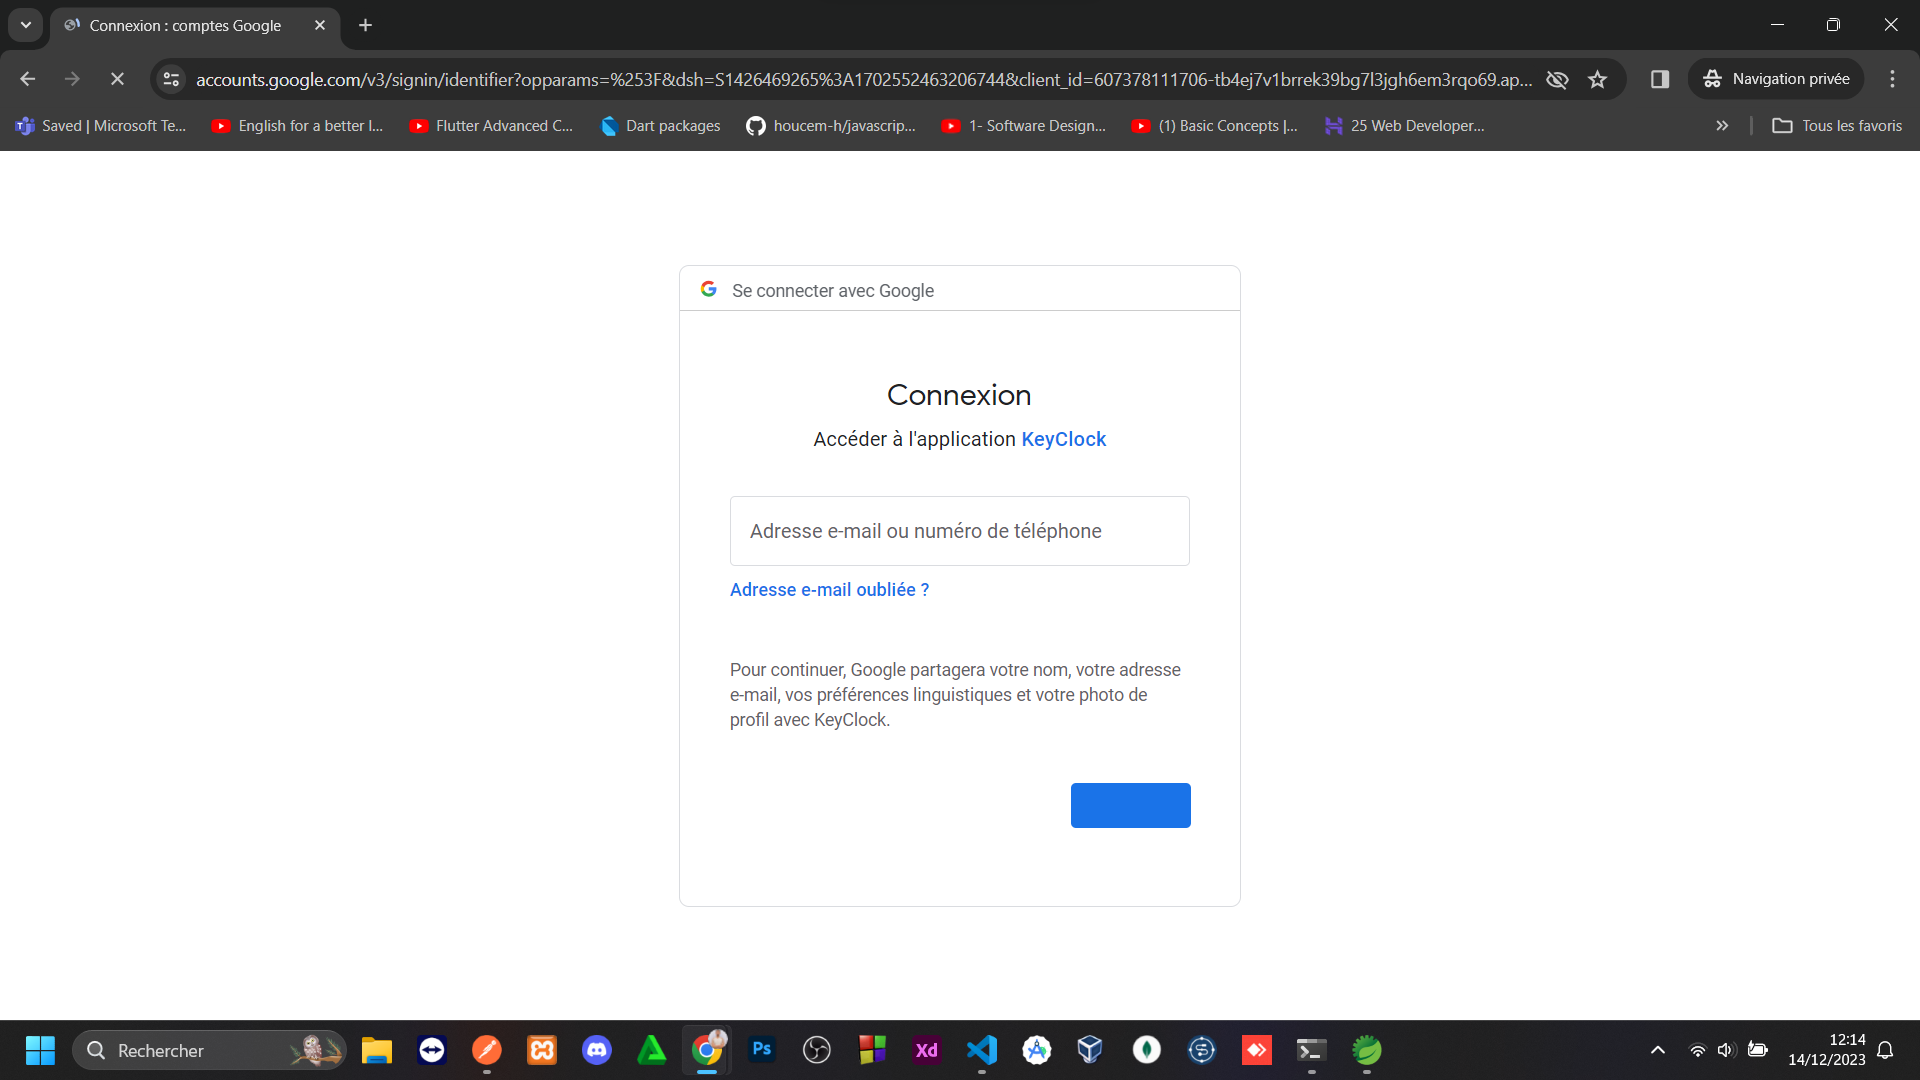 Connexion : comptes Google
accounts.google.com/v3/signin/identifier?opparams=%253F&dsh=S1426469265%3A1702552463206744&client_id=607378111706-tb4ej7v1brrek39bg7l3jgh6em3rqo69.ap...
Navigation privée
Saved | Microsoft Te...
English for a better l...
Flutter Advanced C...
Dart packages
houcem-h/javascrip...
1- Software Design...
(1) Basic Concepts |...
25 Web Developer...
Tous les favoris
Se connecter avec Google
Connexion
Accéder à l'application KeyClock
Adresse e-mail ou numéro de téléphone
Adresse e-mail oubliée ?
Pour continuer, Google partagera votre nom, votre adresse
e-mail, vos préférences linguistiques et votre photo de
profil avec KeyClock.
Rechercher
Ps
Xd
12:14
14/12/2023